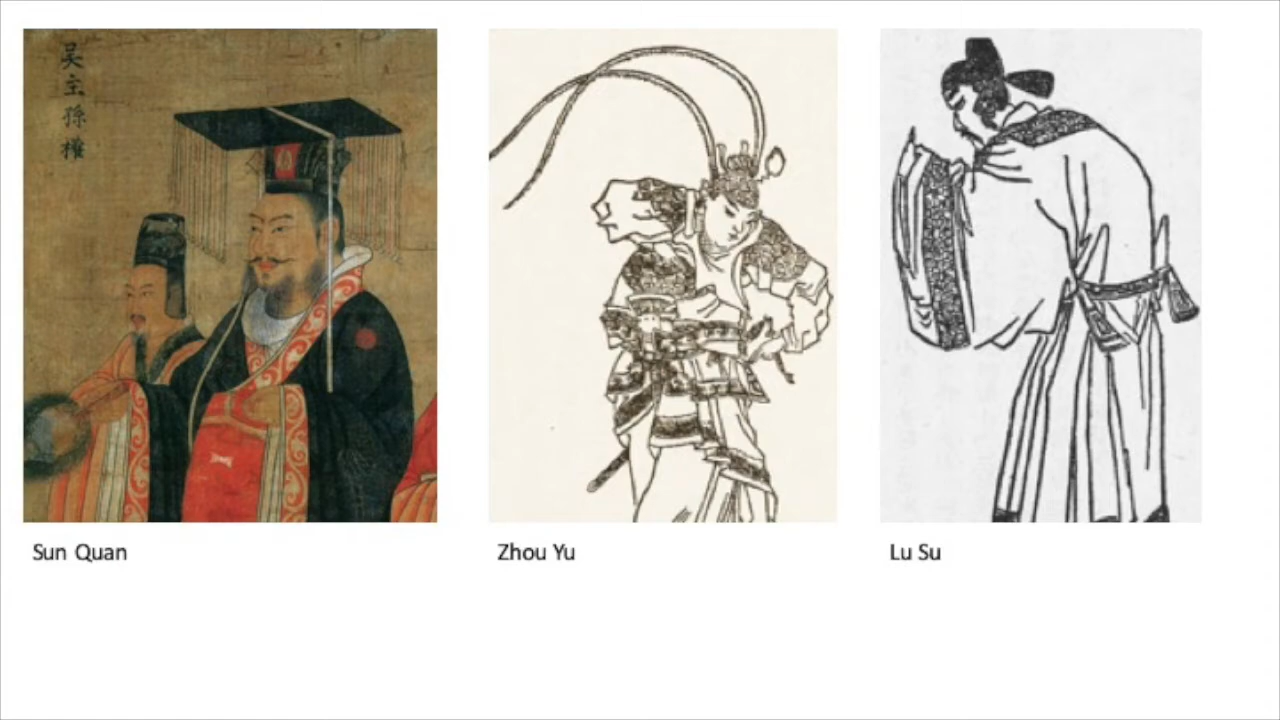 吳主孫權
Sun Quan
Zhou Yu
Lu Su